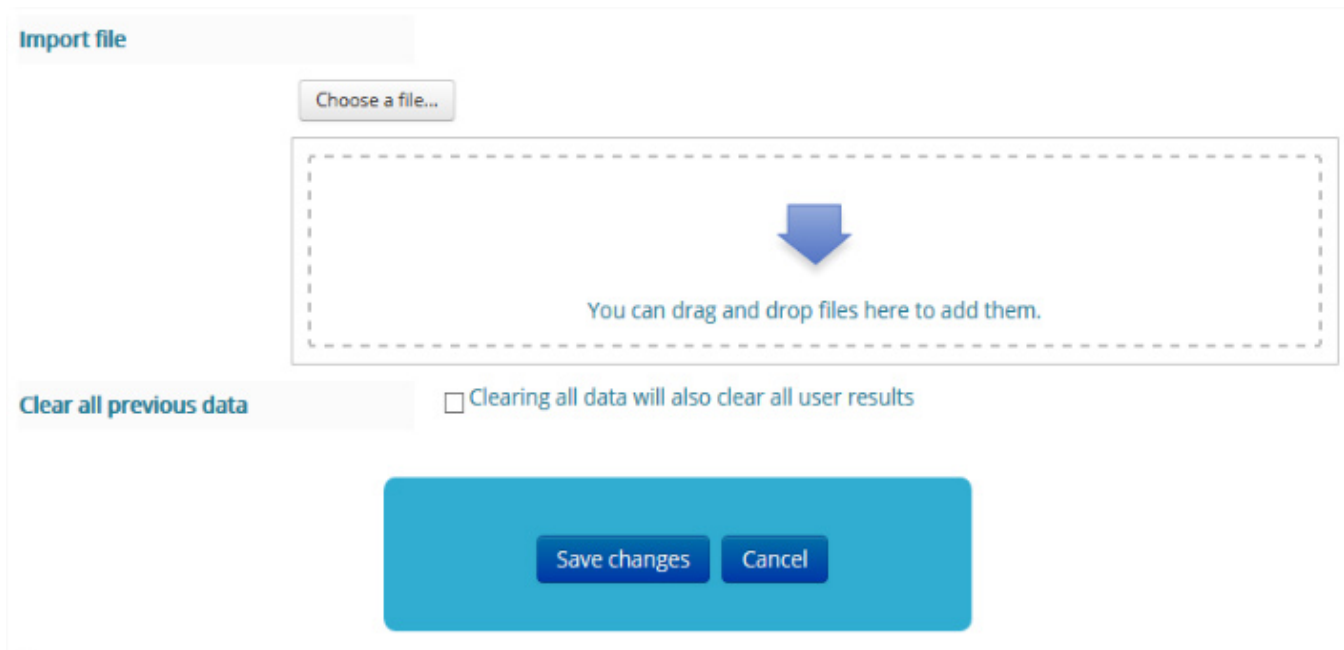 Import file
Choose a file...
You can drag and drop files here to add them.
Clear all previous data
Clearing all data will also clear all user results
Save changes
Cancel